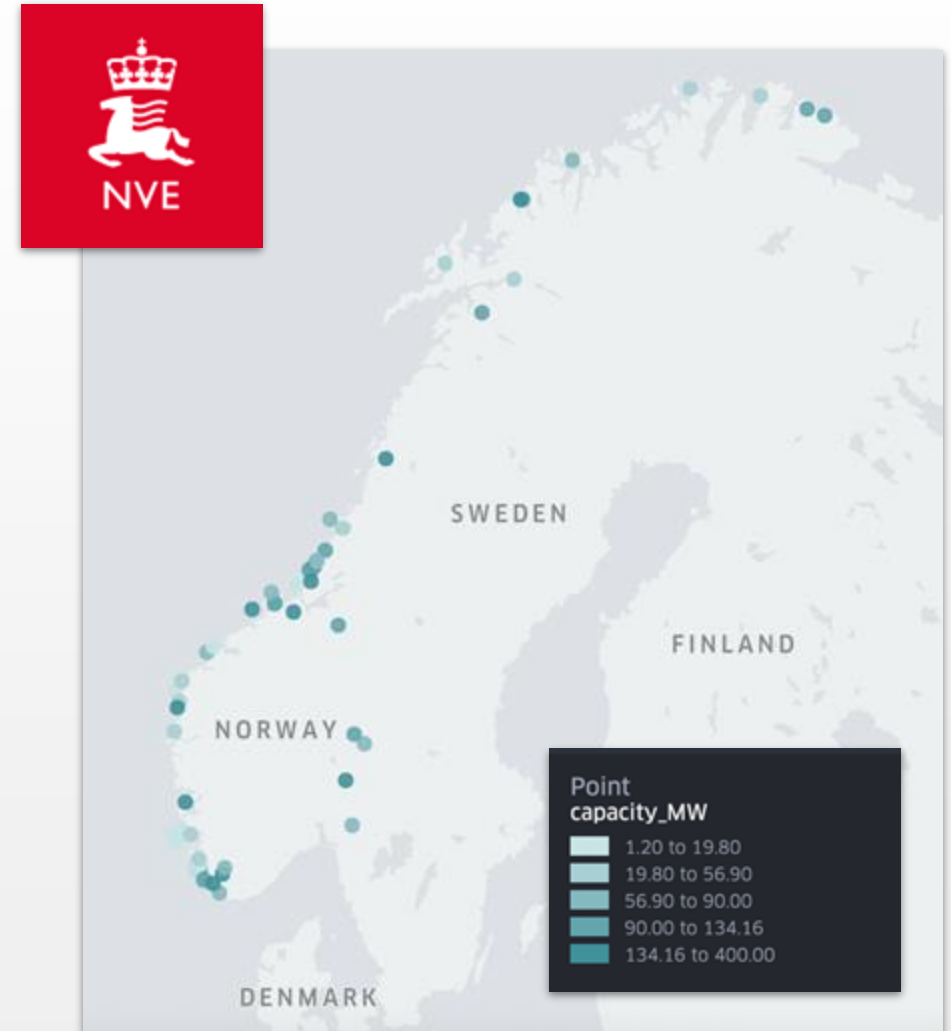 NVE
SWEDEN
FINLAND
NORWAY
DENMARK
Point
capacity_MW
1.20 to 19.80
19.80 to 56.90
56.90 to 90.00
90.00 to 134.16
134.16 to 400.00